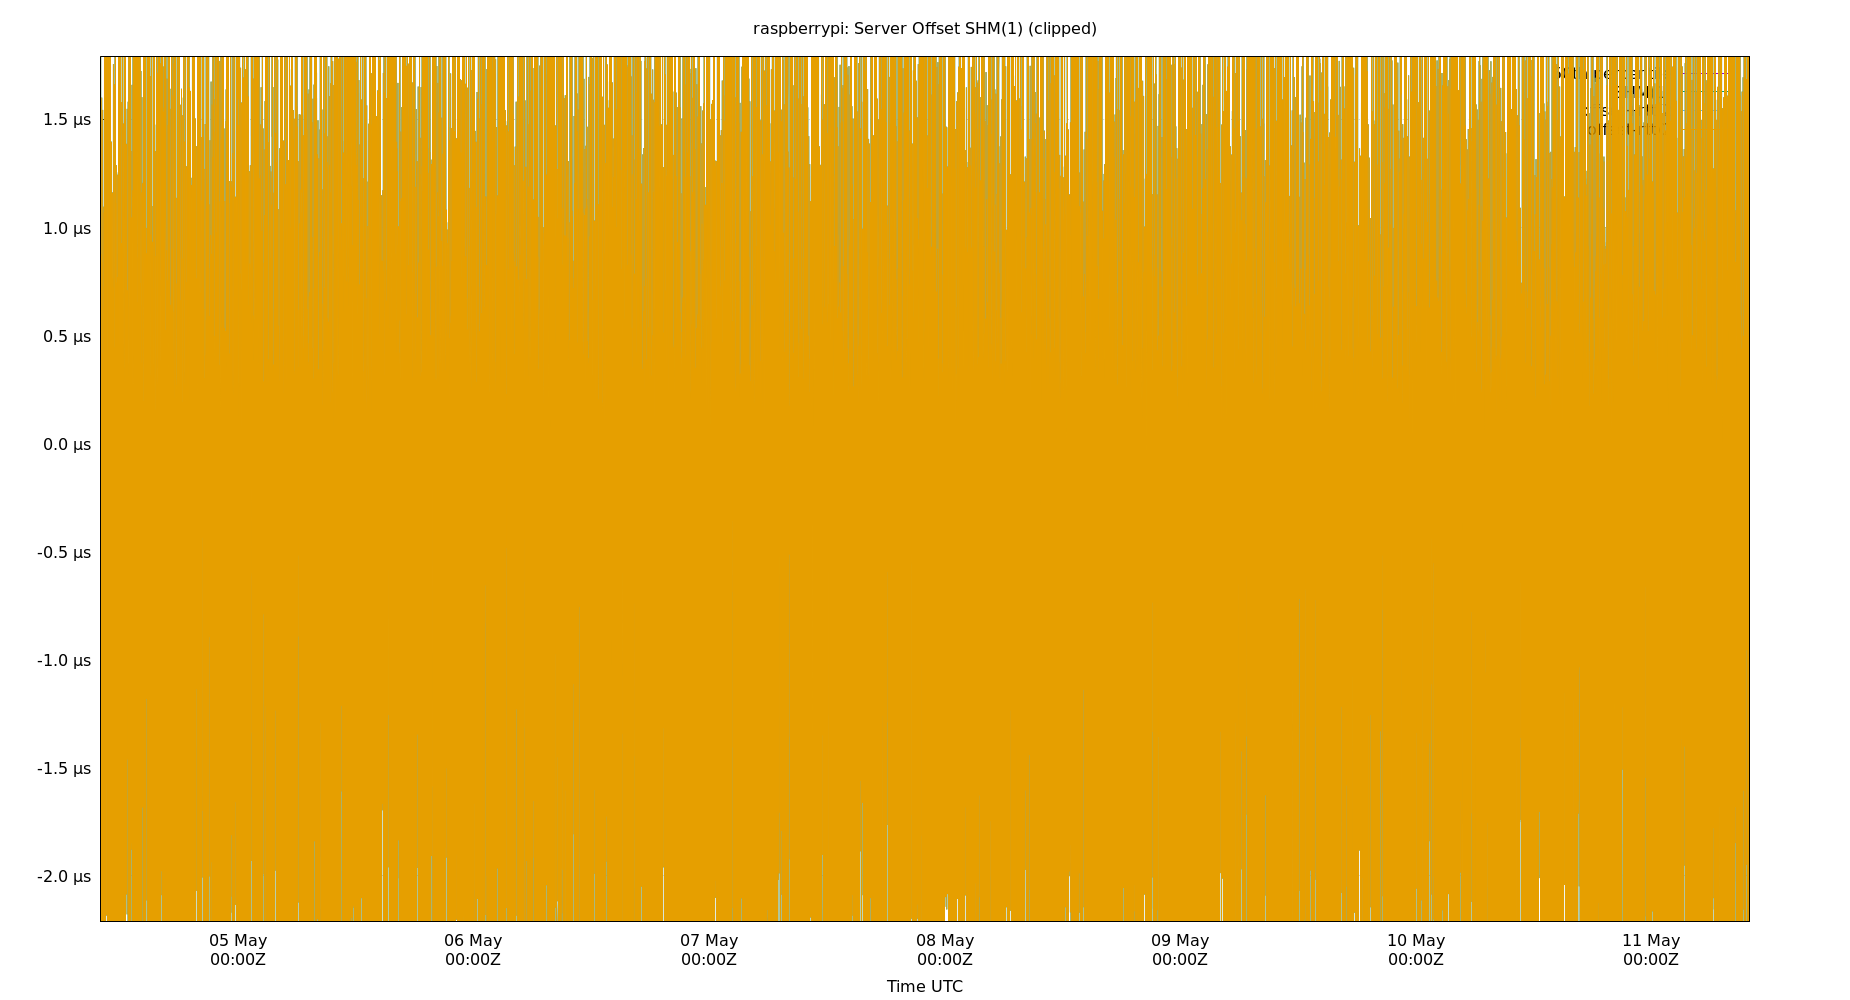 raspberrypi: Server Offset SHM(1) (clipped)
1.5 µs
1.0 µs
0.5 µs
0.0 µs
-0.5 µs
-1.0 µs
-1.5 µs
-2.0 µs
05 May 06 May 07 May 08 May 09 May 10 May 11 May
00:00Z 00:00Z 00:00Z 00:00Z 00:00Z 00:00Z 00:00Z
Time UTC